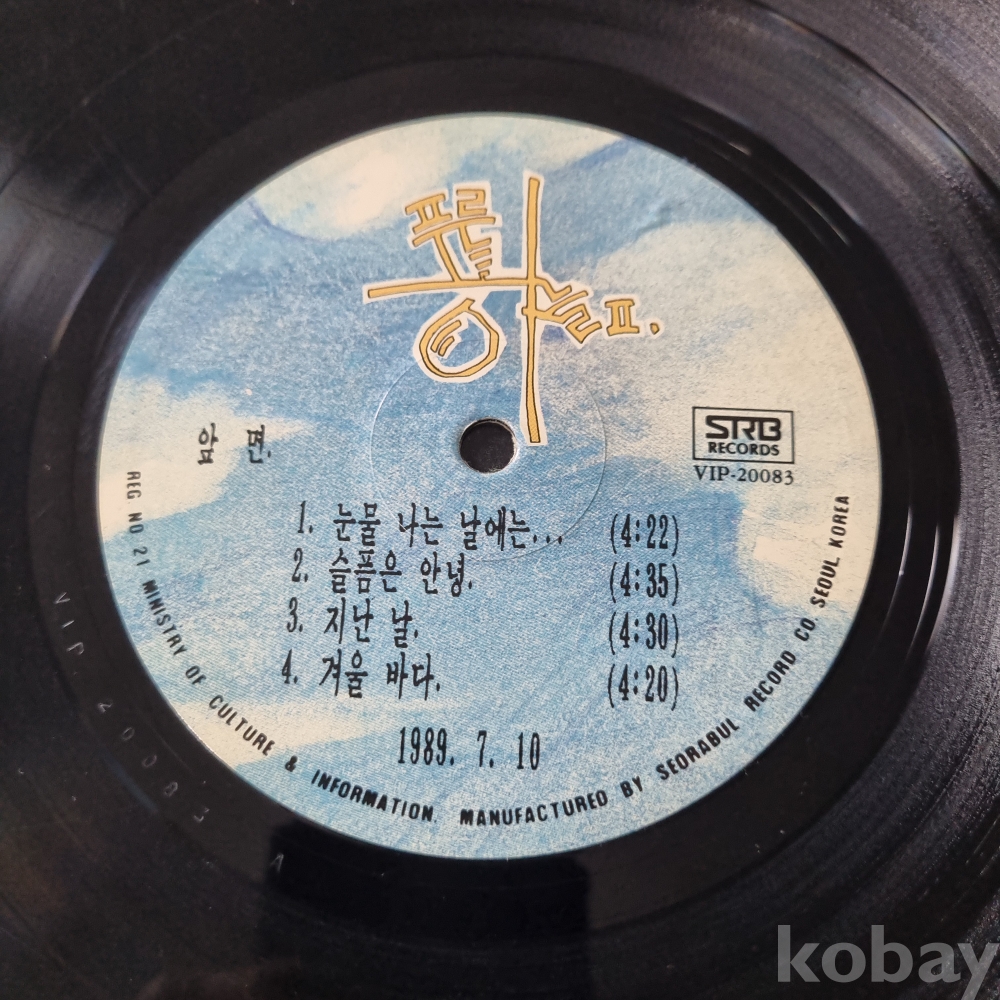 푸른
하늘 II.
앞 면.
STRB
RECORDS
VIP-20083
1. 눈물 나는 날에는... (4:22)
2. 슬픔은 안녕. (4:35)
3. 지난 날. (4:30)
4. 겨울 바다. (4:20)
1989. 7. 10
REG NO 21 MINISTRY OF CULTURE & INFORMATION. MANUFACTURED BY SEORABUL RECORD CO. SEOUL KOREA
VIP 20083
A
kobay